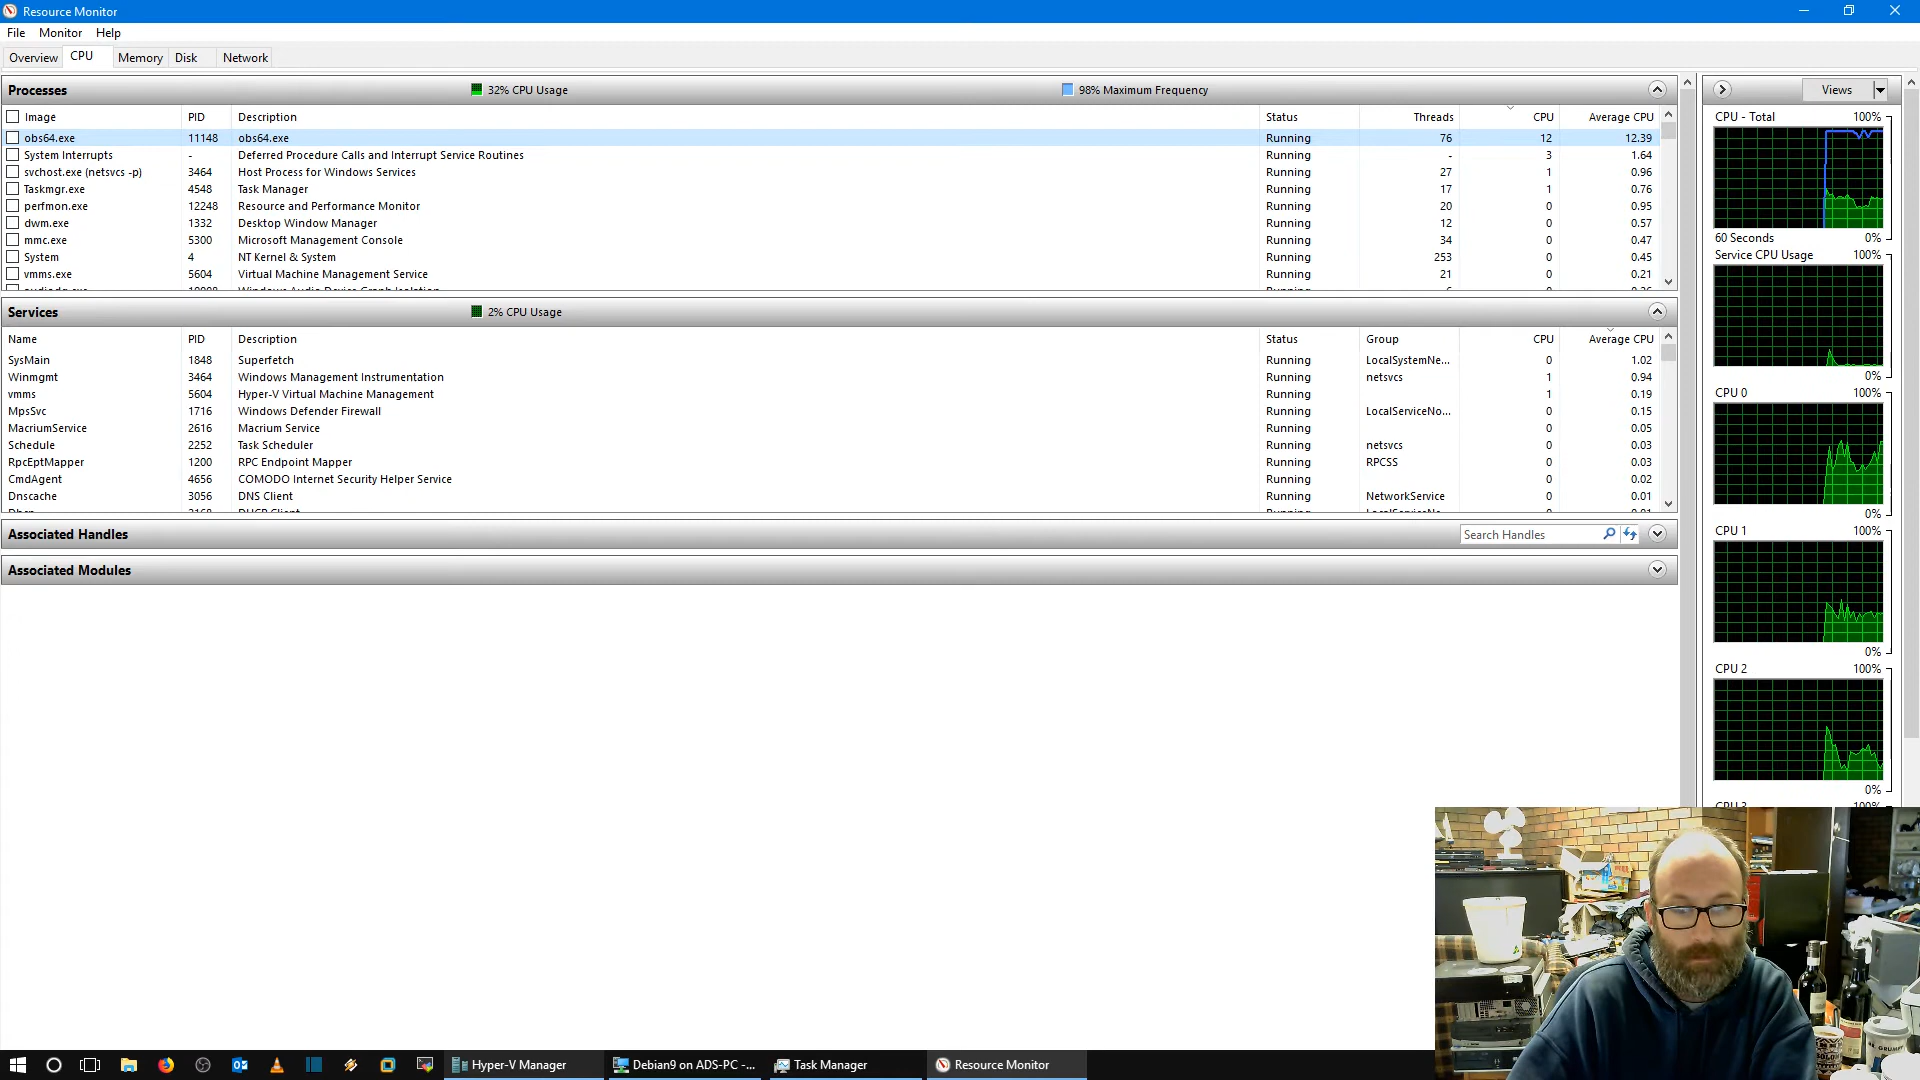 Resource Monitor
File Monitor Help
Overview CPU Memory Disk Network
Processes 32% CPU Usage 98% Maximum Frequency
Image PID Description Status Threads CPU Average CPU
obs64.exe 11148 obs64.exe Running 76 12 12.39
System Interrupts - Deferred Procedure Calls and Interrupt Service Routines Running - 3 1.64
svchost.exe (netsvcs -p) 3464 Host Process for Windows Services Running 27 1 0.96
Taskmgr.exe 4548 Task Manager Running 17 1 0.76
perfmon.exe 12248 Resource and Performance Monitor Running 20 0 0.95
dwm.exe 1332 Desktop Window Manager Running 12 0 0.57
mmc.exe 5300 Microsoft Management Console Running 34 0 0.47
System 4 NT Kernel & System Running 253 0 0.45
vmms.exe 5604 Virtual Machine Management Service Running 21 0 0.21
Services 2% CPU Usage
Name PID Description Status Group CPU Average CPU
SysMain 1848 Superfetch Running LocalSystemNe... 0 1.02
Winmgmt 3464 Windows Management Instrumentation Running netsvcs 1 0.94
vmms 5604 Hyper-V Virtual Machine Management Running 1 0.19
MpsSvc 1716 Windows Defender Firewall Running LocalServiceNo... 0 0.15
MacriumService 2616 Macrium Service Running 0 0.05
Schedule 2252 Task Scheduler Running netsvcs 0 0.03
RpcEptMapper 1200 RPC Endpoint Mapper Running RPCSS 0 0.03
CmdAgent 4656 COMODO Internet Security Helper Service Running 0 0.02
Dnscache 3056 DNS Client Running NetworkService 0 0.01
Associated Handles Search Handles
Associated Modules
Views
CPU - Total 100%
60 Seconds 0%
Service CPU Usage 100%
0%
CPU 0 100%
0%
CPU 1 100%
0%
CPU 2 100%
0%
Hyper-V Manager Debian9 on ADS-PC -... Task Manager Resource Monitor